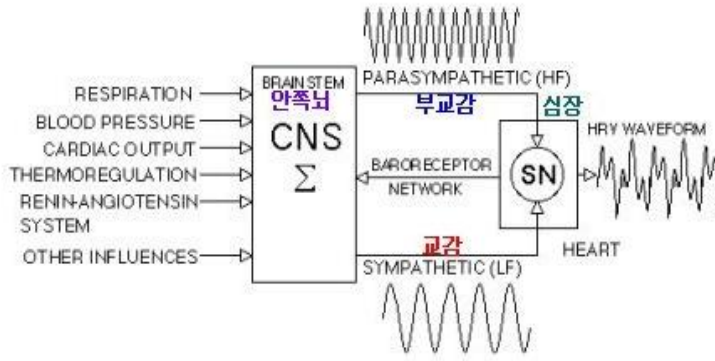 RESPIRATION
BLOOD PRESSURE
CARDIAC OUTPUT
THERMOREGULATION
RENIN-ANGIOTENSIN
SYSTEM
OTHER INFLUENCES
BRAINSTEM
안쪽뇌
CNS
Σ
PARASYMPATHETIC (HF)
부교감
심장
BARORECEPTOR
NETWORK
SN
HRV WAVEFORM
HEART
교감
SYMPATHETIC (LF)